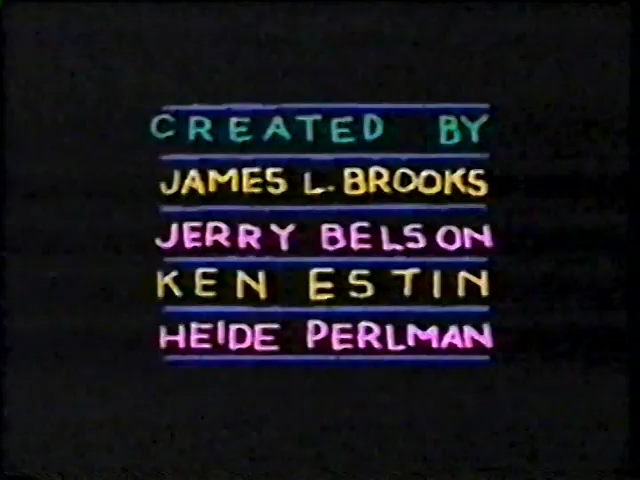 CREATED BY
JAMES L. BROOKS
JERRY BELSON
KEN ESTIN
HEIDE PERLMAN